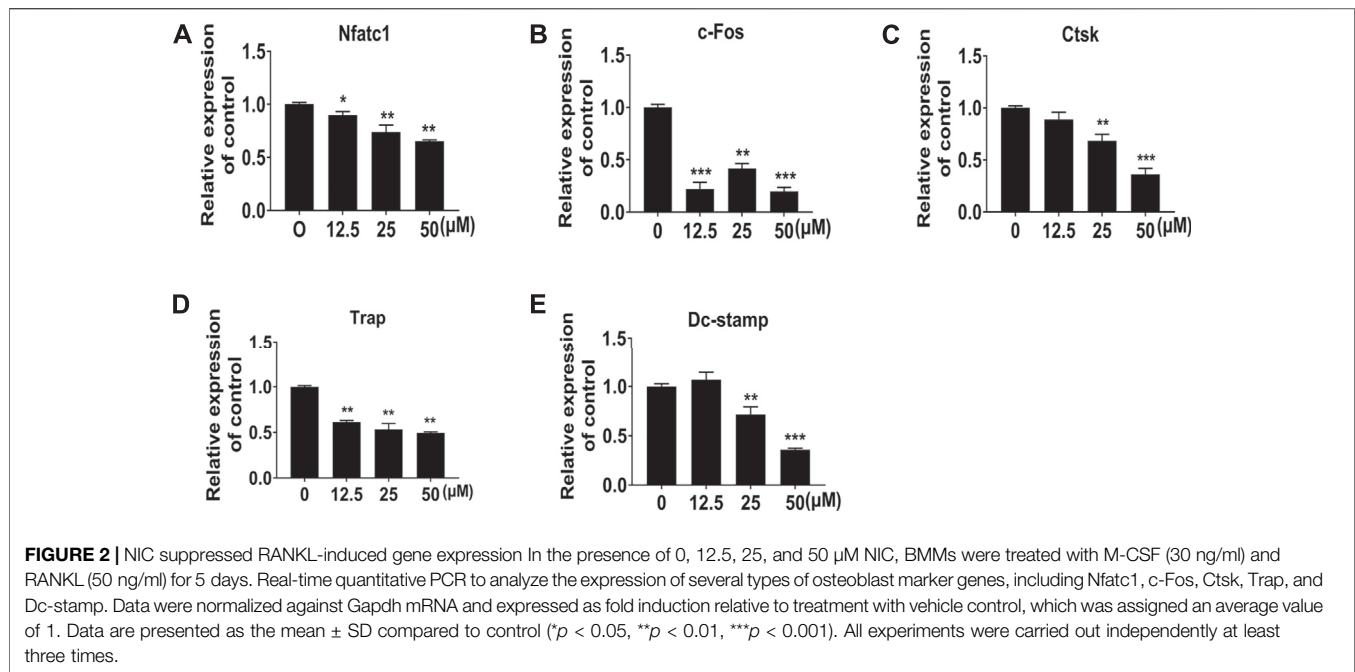 A
Nfatc1
Relative expression
of control
1.5
1.0
0.5
0.0
*
**
**
O 12.5 25 50(µM)
B
c-Fos
Relative expression
of control
1.5
1.0
0.5
0.0
***
**
***
0 12.5 25 50(µM)
C
Ctsk
Relative expression
of control
1.5
1.0
0.5
0.0
**
***
0 12.5 25 50(µM)
D
Trap
Relative expression
of control
1.5
1.0
0.5
0.0
**
**
**
0 12.5 25 50(µM)
E
Dc-stamp
Relative expression
of control
1.5
1.0
0.5
0.0
**
***
0 12.5 25 50(µM)
FIGURE 2 | NIC suppressed RANKL-induced gene expression In the presence of 0, 12.5, 25, and 50 µM NIC, BMMs were treated with M-CSF (30 ng/ml) and
RANKL (50 ng/ml) for 5 days. Real-time quantitative PCR to analyze the expression of several types of osteoblast marker genes, including Nfatc1, c-Fos, Ctsk, Trap, and
Dc-stamp. Data were normalized against Gapdh mRNA and expressed as fold induction relative to treatment with vehicle control, which was assigned an average value
of 1. Data are presented as the mean ± SD compared to control (*p < 0.05, **p < 0.01, ***p < 0.001). All experiments were carried out independently at least
three times.